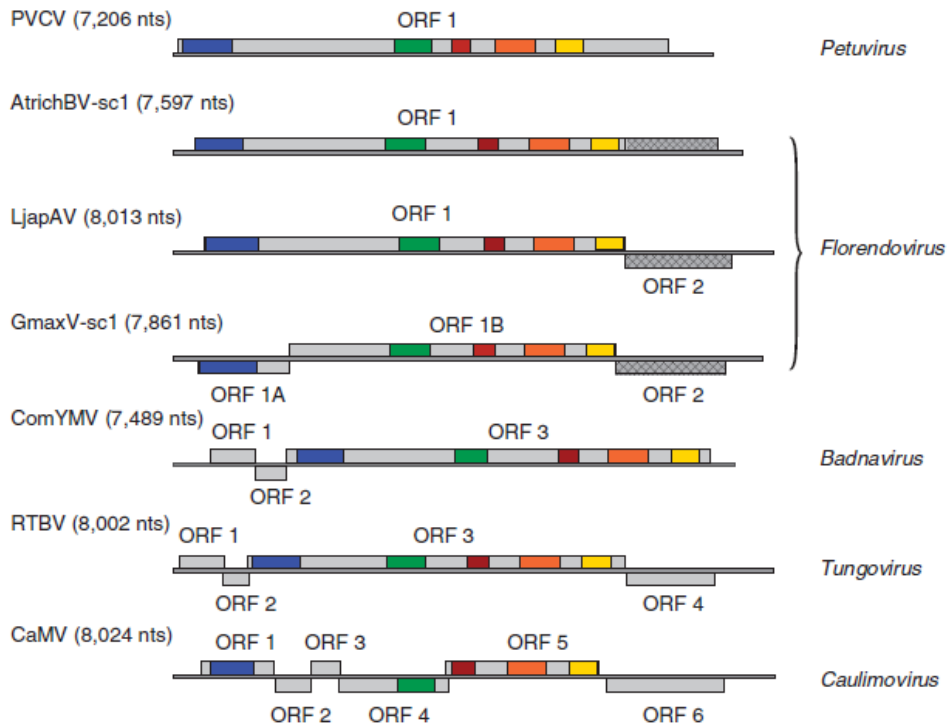 PVCV (7,206 nts)
ORF 1
Petuvirus
AtrichBV-sc1 (7,597 nts)
ORF 1
LjapAV (8,013 nts)
ORF 1
Florendovirus
ORF 2
GmaxV-sc1 (7,861 nts)
ORF 1B
ORF 1A
ORF 2
ComYMV (7,489 nts)
ORF 1
ORF 3
Badnavirus
ORF 2
RTBV (8,002 nts)
ORF 1
ORF 3
Tungovirus
ORF 2
ORF 4
CaMV (8,024 nts)
ORF 1
ORF 3
ORF 5
Caulimovirus
ORF 2
ORF 4
ORF 6